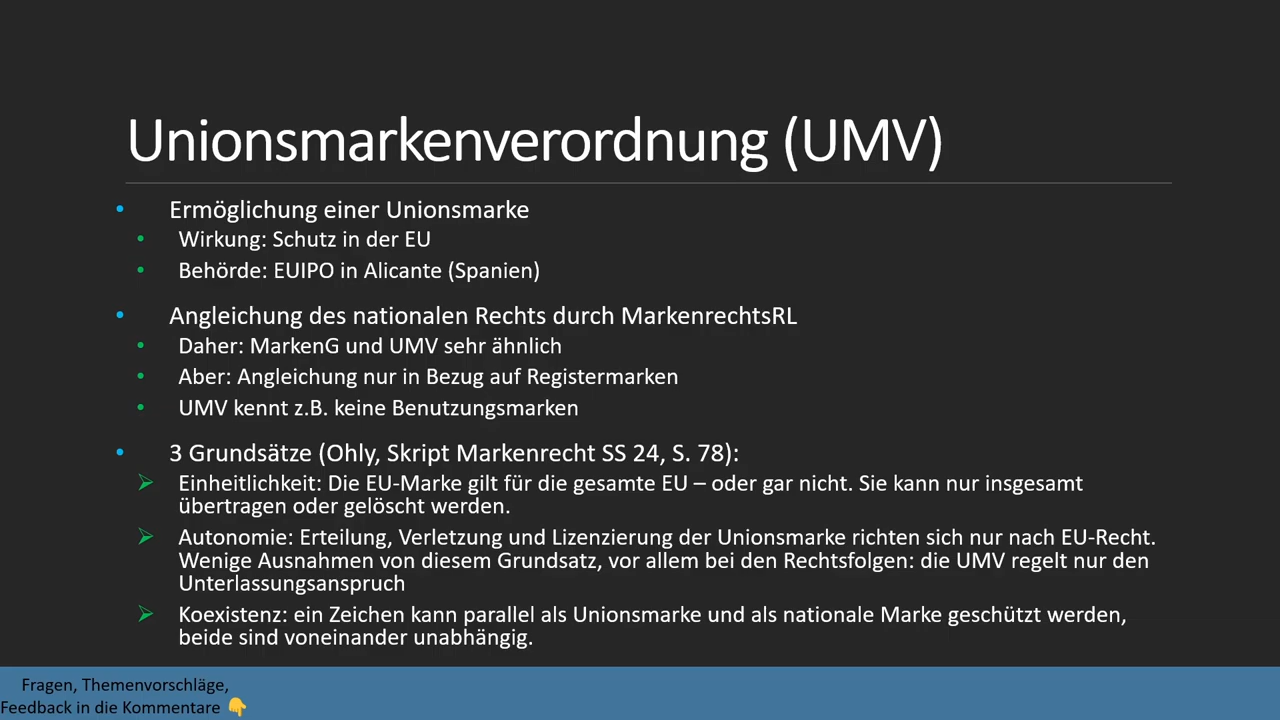 Unionsmarkenverordnung (UMV)
• Ermöglichung einer Unionsmarke
• Wirkung: Schutz in der EU
• Behörde: EUIPO in Alicante (Spanien)
• Angleichung des nationalen Rechts durch MarkenrechtsRL
• Daher: MarkenG und UMV sehr ähnlich
• Aber: Angleichung nur in Bezug auf Registermarken
• UMV kennt z.B. keine Benutzungsmarken
• 3 Grundsätze (Ohly, Skript Markenrecht SS 24, S. 78):
➢ Einheitlichkeit: Die EU-Marke gilt für die gesamte EU – oder gar nicht. Sie kann nur insgesamt
übertragen oder gelöscht werden.
➢ Autonomie: Erteilung, Verletzung und Lizenzierung der Unionsmarke richten sich nur nach EU-Recht.
Wenige Ausnahmen von diesem Grundsatz, vor allem bei den Rechtsfolgen: die UMV regelt nur den
Unterlassungsanspruch
➢ Koexistenz: ein Zeichen kann parallel als Unionsmarke und als nationale Marke geschützt werden,
beide sind voneinander unabhängig.
Fragen, Themenvorschläge,
Feedback in die Kommentare 👇